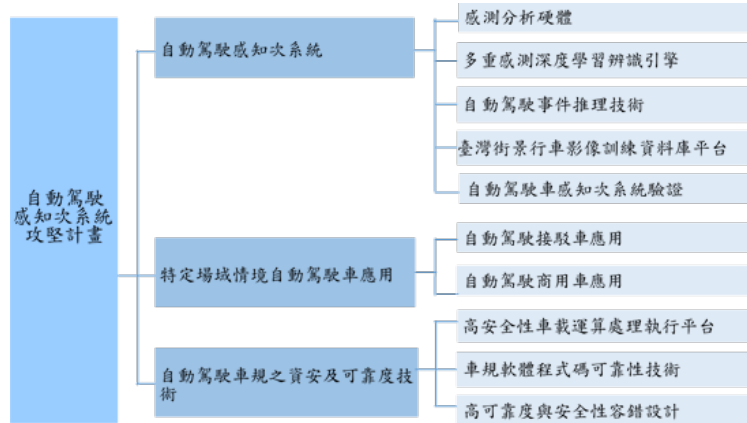 自動駕駛
感知次系統
攻堅計畫
自動駕駛感知次系統
感測分析硬體
多重感測深度學習辨識引擎
自動駕駛事件推理技術
臺灣街景行車影像訓練資料庫平台
自動駕駛車感知次系統驗證
特定場域情境自動駕駛車應用
自動駕駛接駁車應用
自動駕駛商用車應用
自動駕駛車規之資安及可靠度技
術
高安全性車載運算處理執行平台
車規軟體程式碼可靠性技術
高可靠度與安全性容錯設計